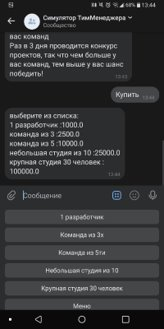 68% 13:44
Симулятор ТимМенеджера
Сообщество
вас команд
Раз в 3 дня проводится конкурс
проектов, так что чем больше у
вас команд, тем выше у вас шанс
победить!
13:43
Купить 13:44
выберите из списка:
1 разработчик :1000.0
команда из 3 :2500.0
команда из 5 :10000.0
небольшая студия из 10 :25000.0
крупная студия 30 человек :
100000.0
13:44
Сообщение
1 разработчик
Команда из 3х
Команда из 5ти
Небольшая студия из 10
Крупная студия 30 человек
Меню